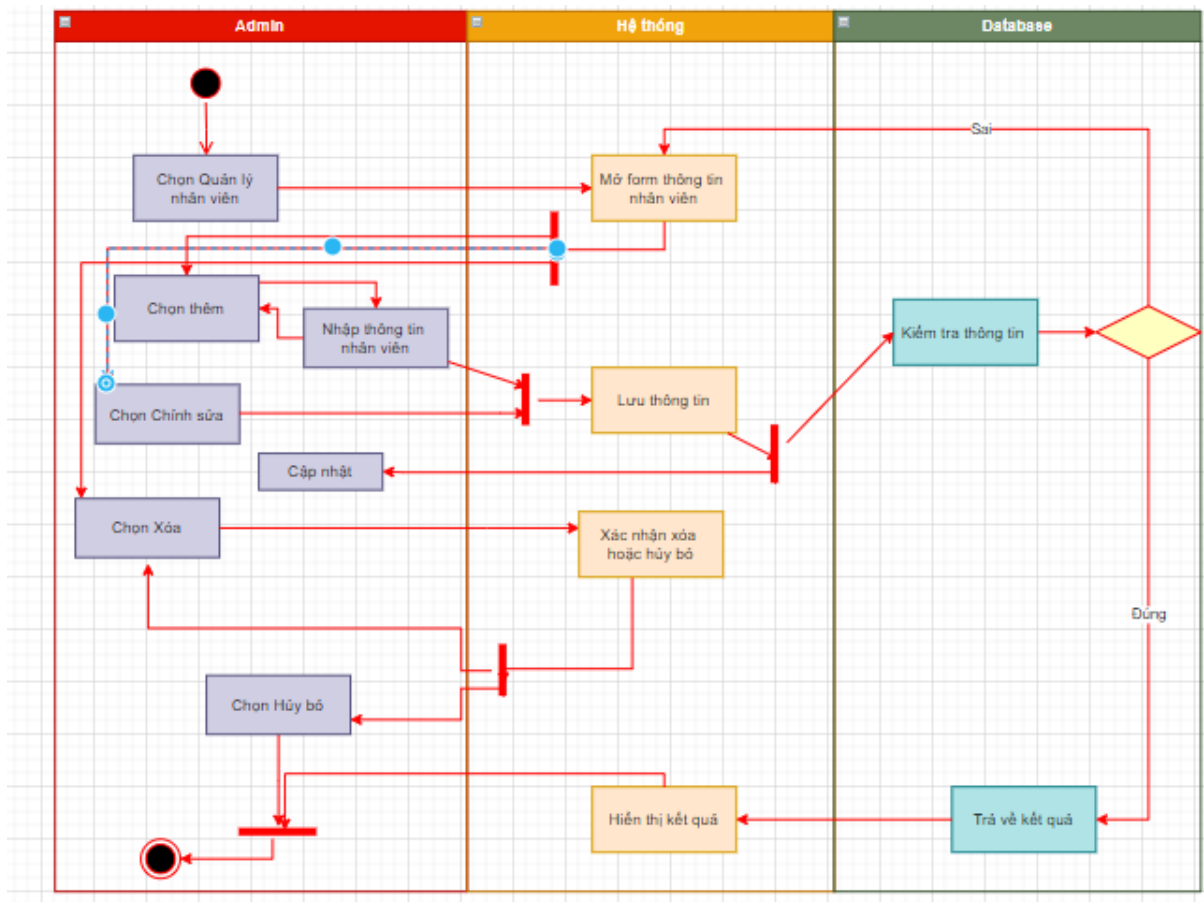 Admin
Hệ thống
Database
Sai
Chọn Quản lý
nhân viên
Mở form thông tin
nhân viên
Chọn thêm
Nhập thông tin
nhân viên
Kiểm tra thông tin
Chọn Chỉnh sửa
Lưu thông tin
Cập nhật
Chọn Xóa
Xác nhận xóa
hoặc hủy bỏ
Đúng
Chọn Hủy bỏ
Hiển thị kết quả
Trả về kết quả